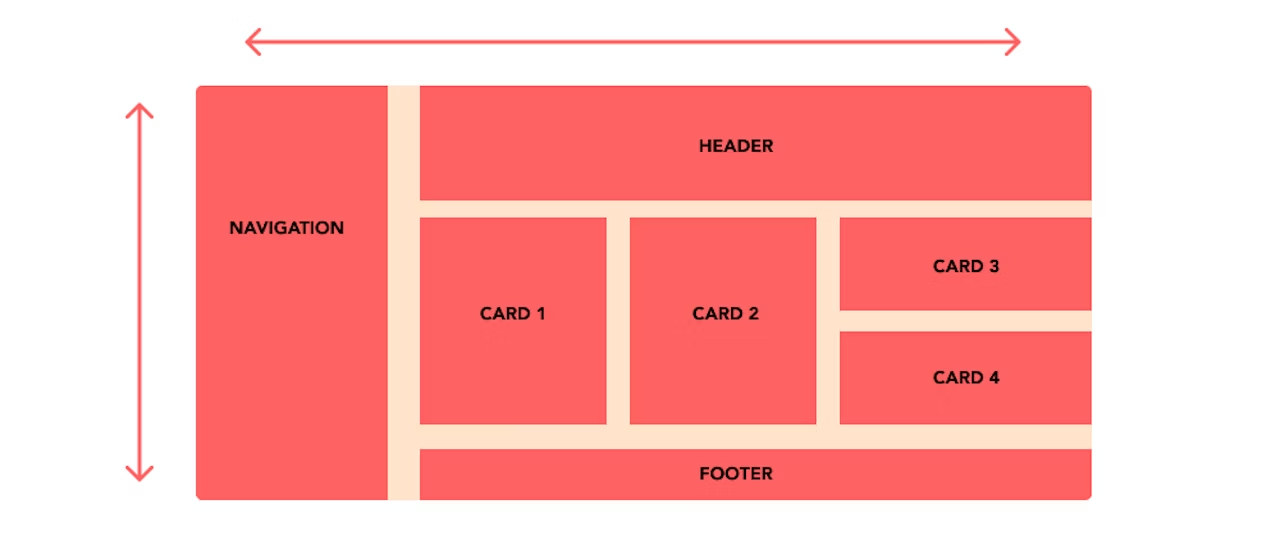 HEADER
NAVIGATION
CARD 1
CARD 2
CARD 3
CARD 4
FOOTER